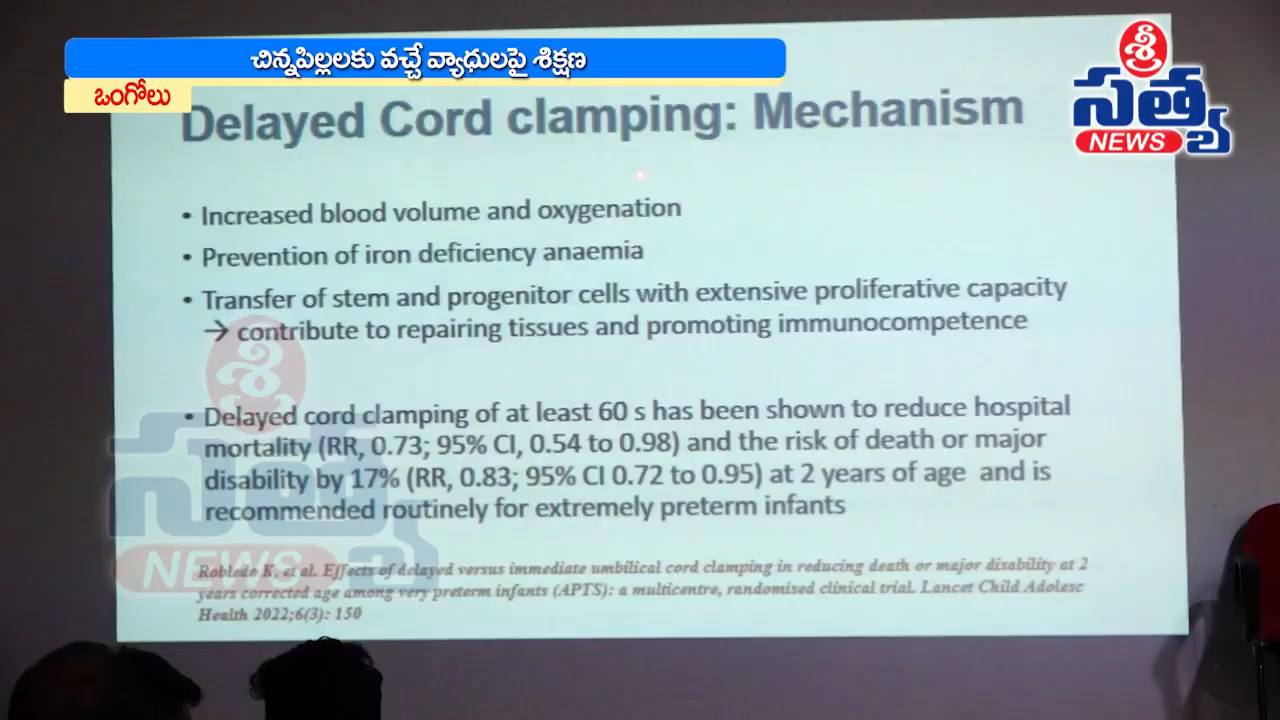 చిన్నపిల్లలకు వచ్చే వ్యాధులపై శిక్షణ
ఒంగోలు
శ్రీ
సత్య
NEWS
Delayed Cord clamping: Mechanism
• Increased blood volume and oxygenation
• Prevention of iron deficiency anaemia
• Transfer of stem and progenitor cells with extensive proliferative capacity
→ contribute to repairing tissues and promoting immunocompetence
• Delayed cord clamping of at least 60 s has been shown to reduce hospital
mortality (RR, 0.73; 95% CI, 0.54 to 0.98) and the risk of death or major
disability by 17% (RR, 0.83; 95% CI 0.72 to 0.95) at 2 years of age and is
recommended routinely for extremely preterm infants
శ్రీ
సత్య
NEWS
Robledo K, et al. Effects of delayed versus immediate umbilical cord clamping in reducing death or major disability at 2
years corrected age among very preterm infants (APTS): a multicentre, randomised clinical trial. Lancet Child Adolesc
Health 2022;6(3): 150